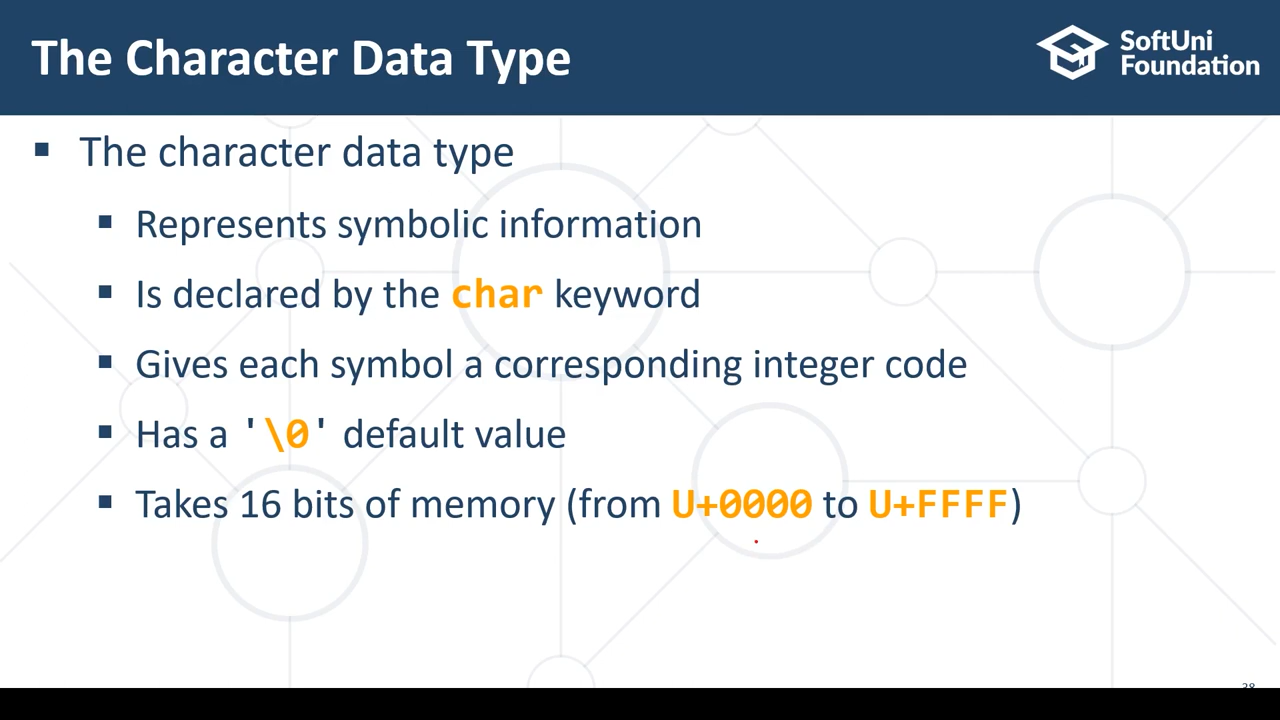 The Character Data Type
SoftUni
Foundation
▪ The character data type
▪ Represents symbolic information
▪ Is declared by the char keyword
▪ Gives each symbol a corresponding integer code
▪ Has a '\0' default value
▪ Takes 16 bits of memory (from U+0000 to U+FFFF)